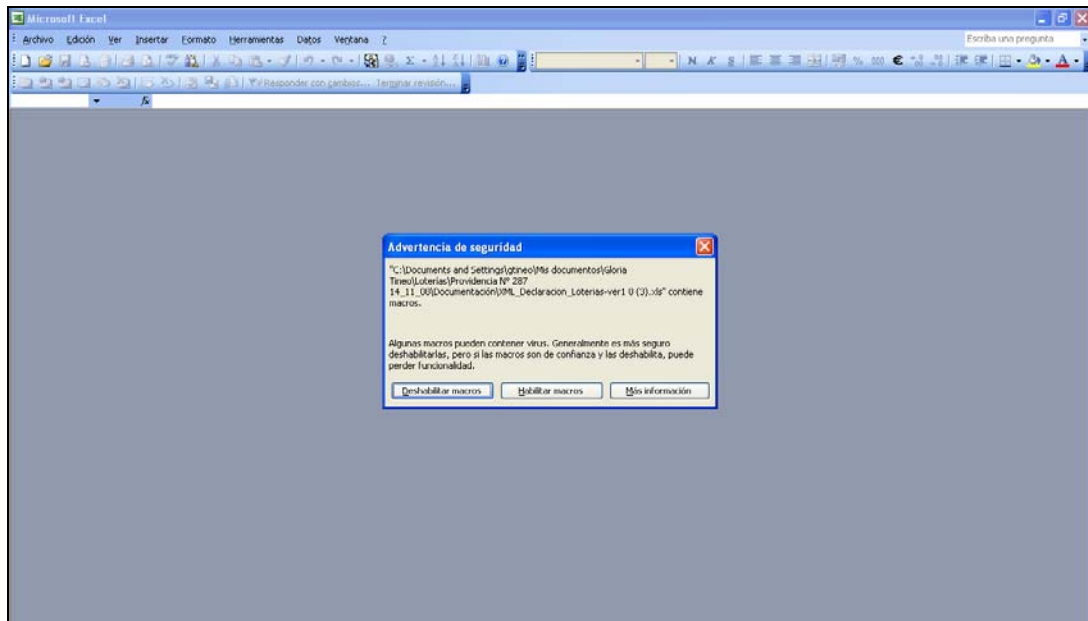 Microsoft Excel
Archivo Edición Ver Insertar Formato Herramientas Datos Ventana ?
Escriba una pregunta
N K S % 000 €
Responder con cambios... Terminar revisión...
fx
Advertencia de seguridad
"C:\Documents and Settings\gtineo\Mis documentos\Gloria
Tineo\Loterias\Providencia Nº 287
14_11_08\Documentación\XML_Declaracion_Loterias-ver1 0 (3).xls" contiene
macros.
Algunas macros pueden contener virus. Generalmente es más seguro
deshabilitarlas, pero si las macros son de confianza y las deshabilita, puede
perder funcionalidad.
Deshabilitar macros Habilitar macros Más información